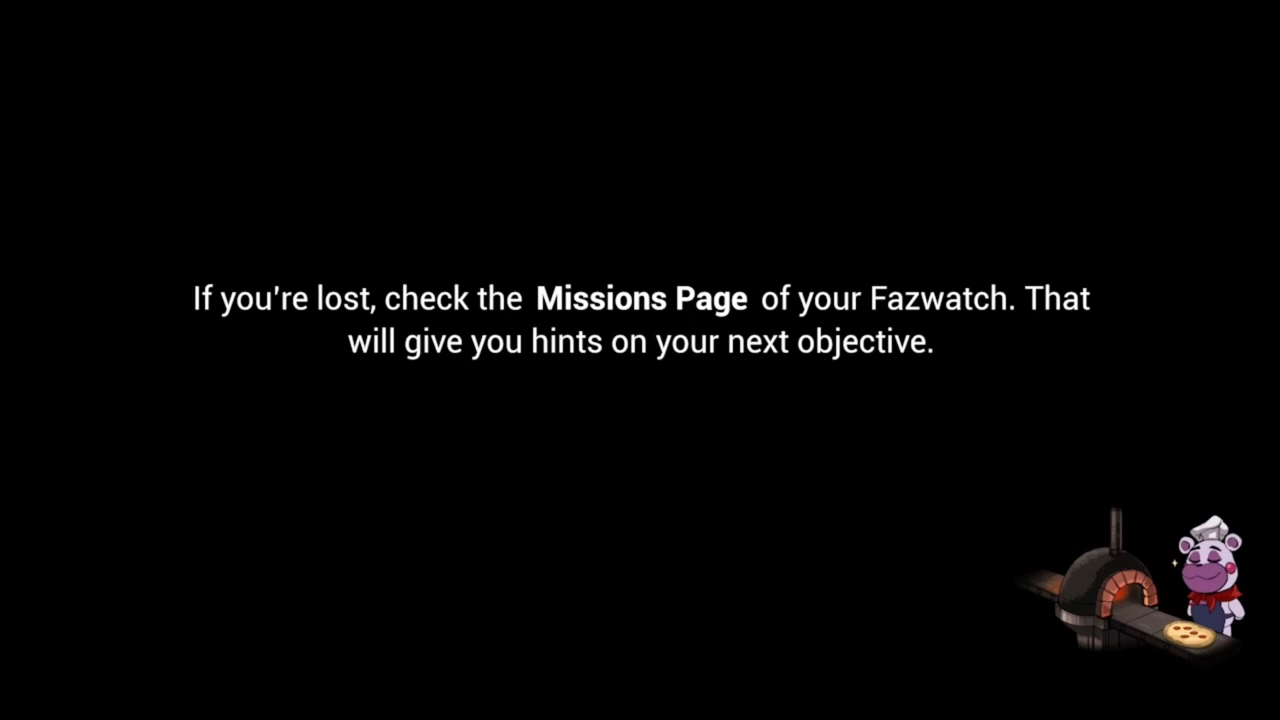 If you're lost, check the Missions Page of your Fazwatch. That
will give you hints on your next objective.